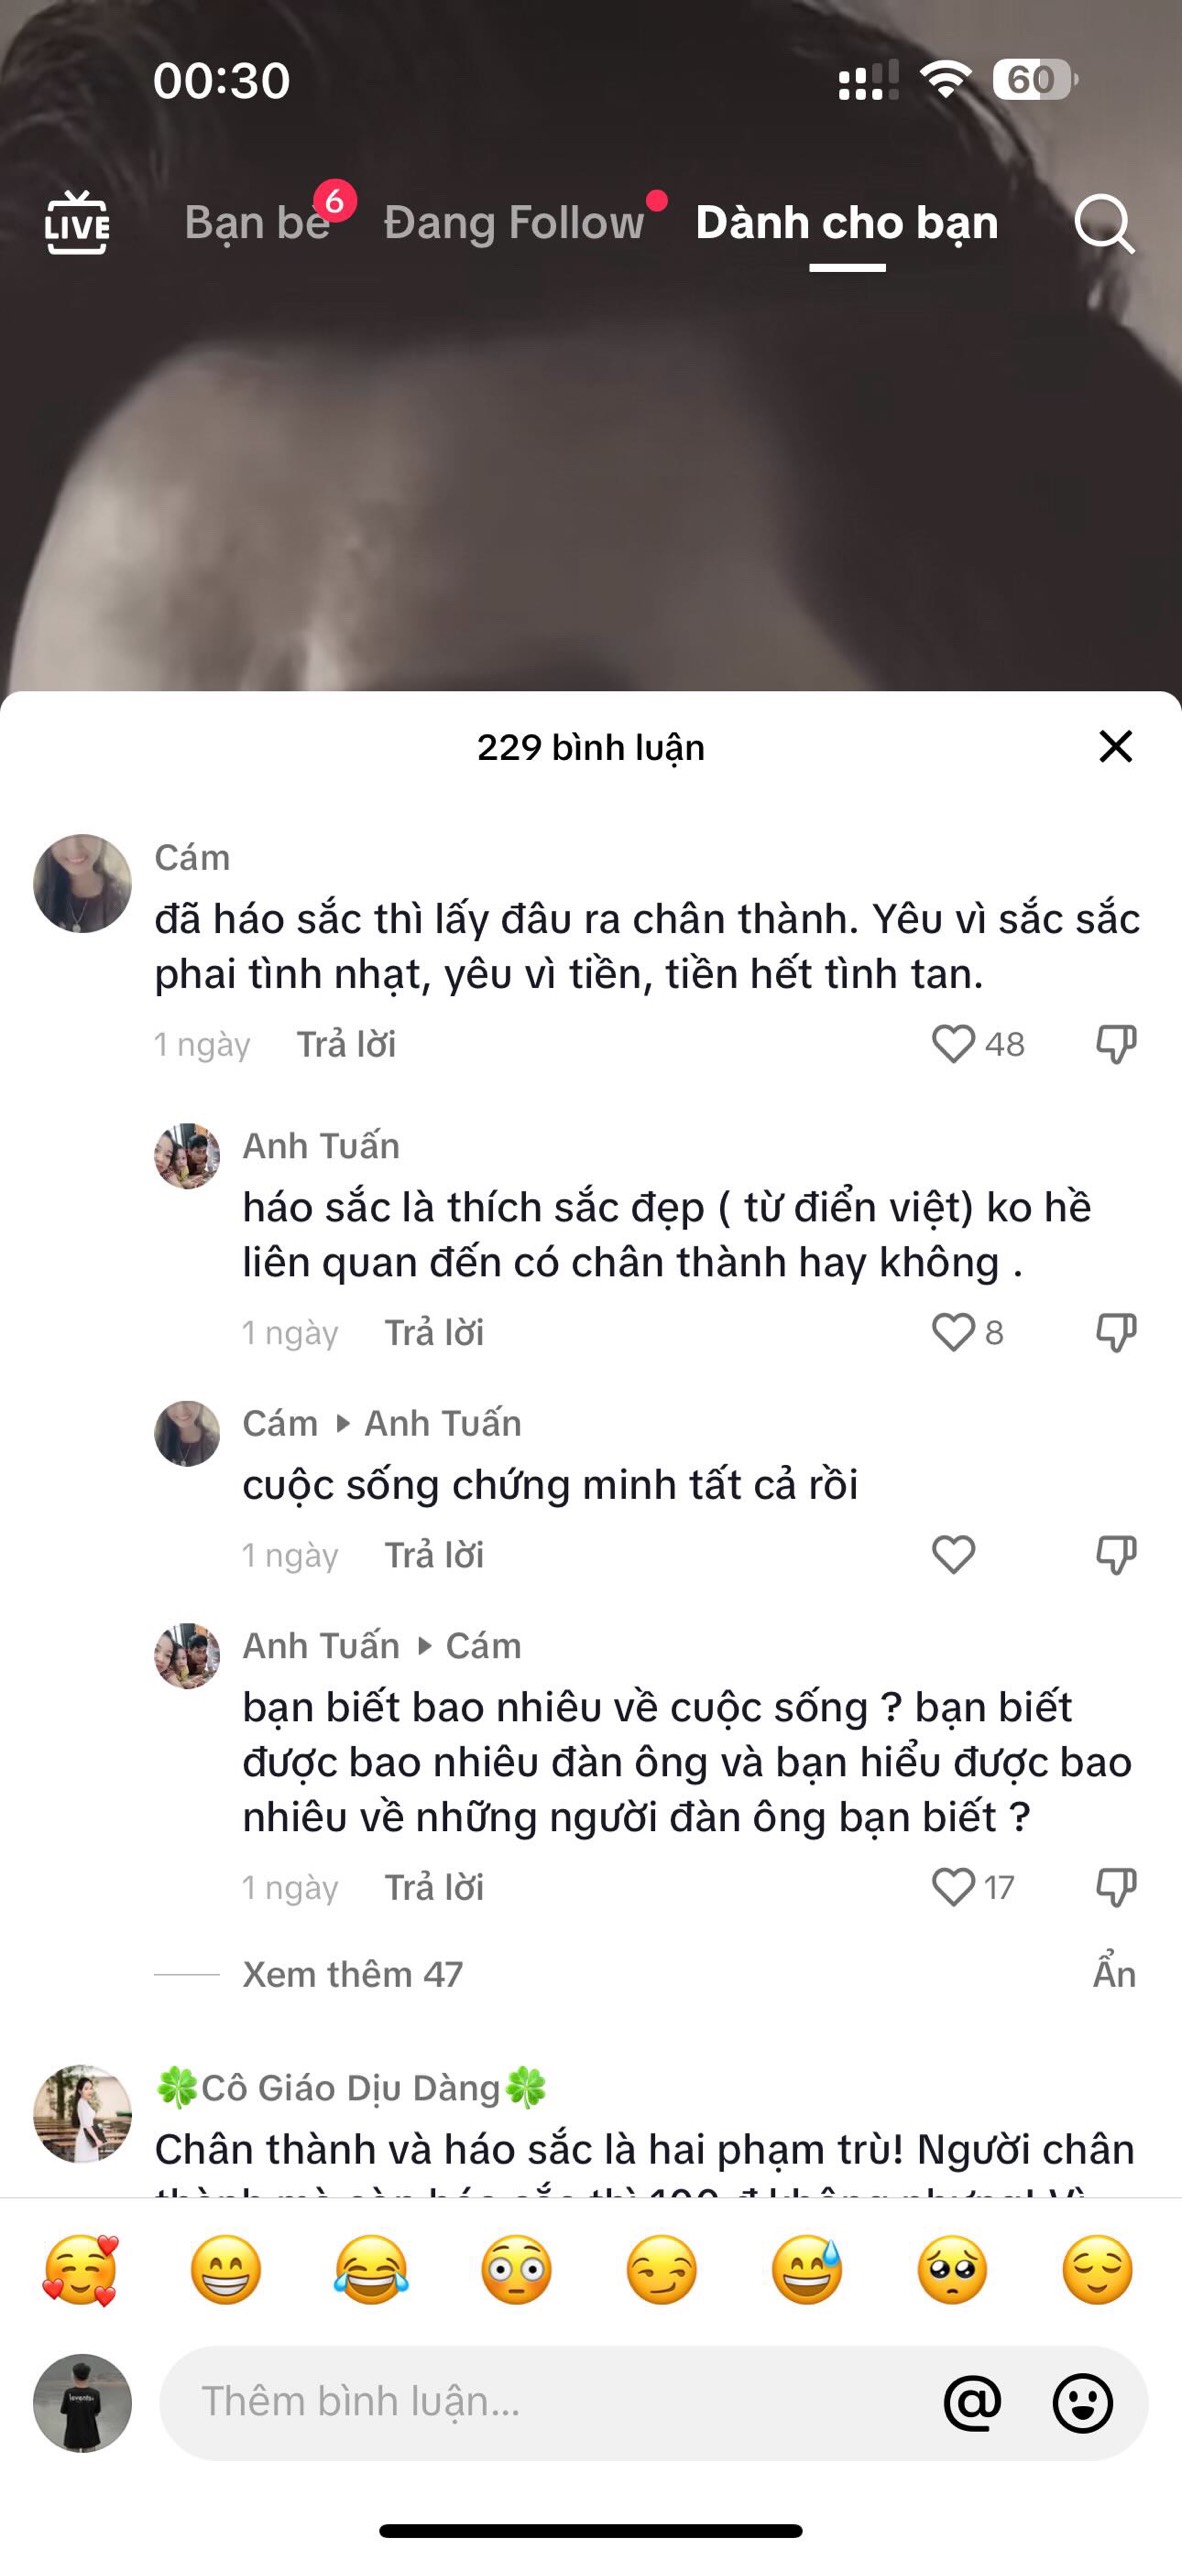 00:30
60
LIVE
Bạn bè
6
Đang Follow
Dành cho bạn
229 bình luận
Cám
đã háo sắc thì lấy đâu ra chân thành. Yêu vì sắc sắc
phai tình nhạt, yêu vì tiền, tiền hết tình tan.
1 ngày Trả lời 48
Anh Tuấn
háo sắc là thích sắc đẹp ( từ điển việt) ko hề
liên quan đến có chân thành hay không .
1 ngày Trả lời 8
Cám ▸ Anh Tuấn
cuộc sống chứng minh tất cả rồi
1 ngày Trả lời
Anh Tuấn ▸ Cám
bạn biết bao nhiêu về cuộc sống ? bạn biết
được bao nhiêu đàn ông và bạn hiểu được bao
nhiêu về những người đàn ông bạn biết ?
1 ngày Trả lời 17
Xem thêm 47 Ẩn
🍀Cô Giáo Dịu Dàng🍀
Chân thành và háo sắc là hai phạm trù! Người chân
Thêm bình luận...